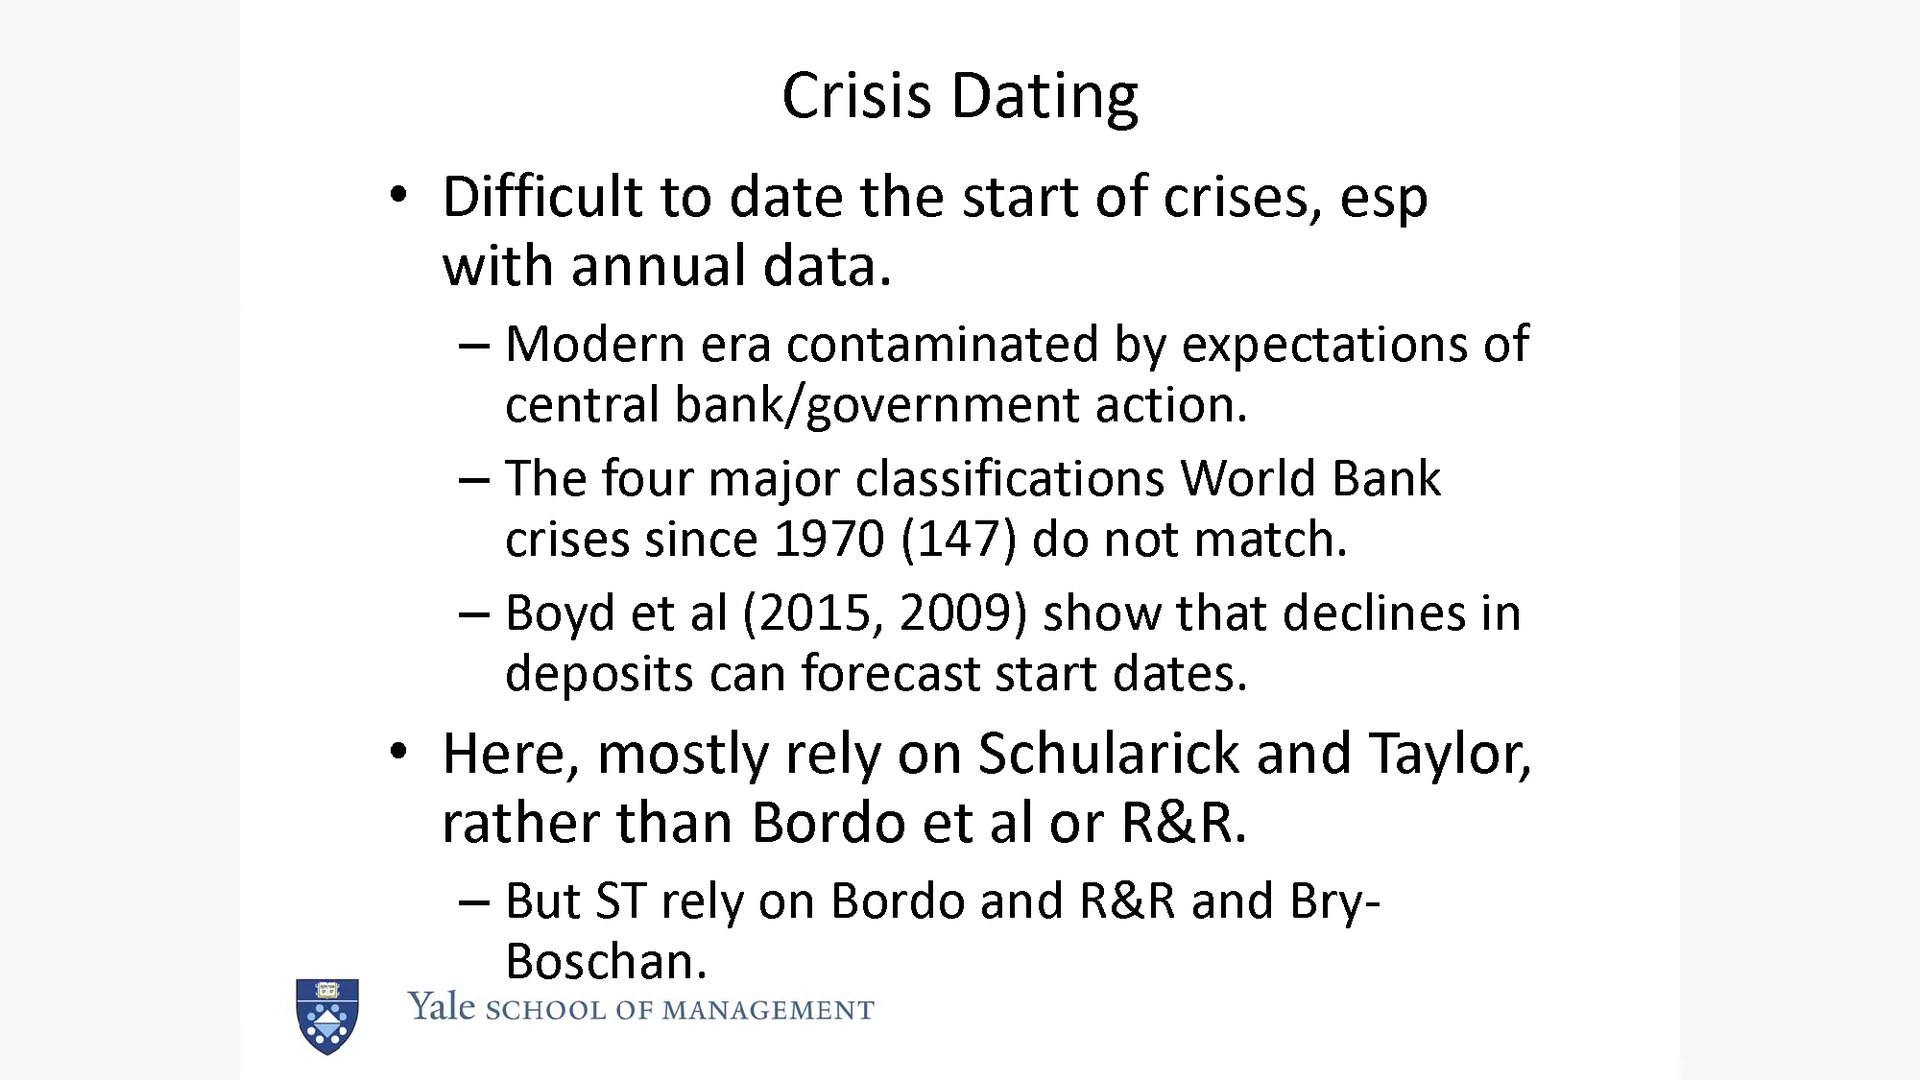 Crisis Dating
• Difficult to date the start of crises, esp
with annual data.
– Modern era contaminated by expectations of
central bank/government action.
– The four major classifications World Bank
crises since 1970 (147) do not match.
– Boyd et al (2015, 2009) show that declines in
deposits can forecast start dates.
• Here, mostly rely on Schularick and Taylor,
rather than Bordo et al or R&R.
– But ST rely on Bordo and R&R and Bry-
Boschan.
Yale SCHOOL OF MANAGEMENT